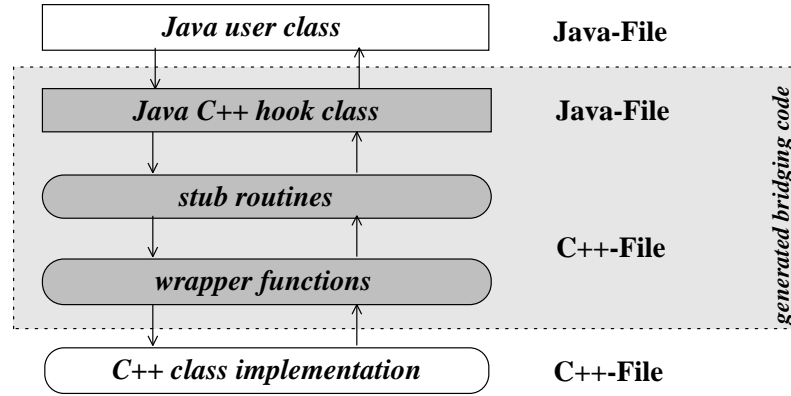 Java user class
Java-File
Java C++ hook class
Java-File
stub routines
C++-File
wrapper functions
C++ class implementation
C++-File
generated bridging code